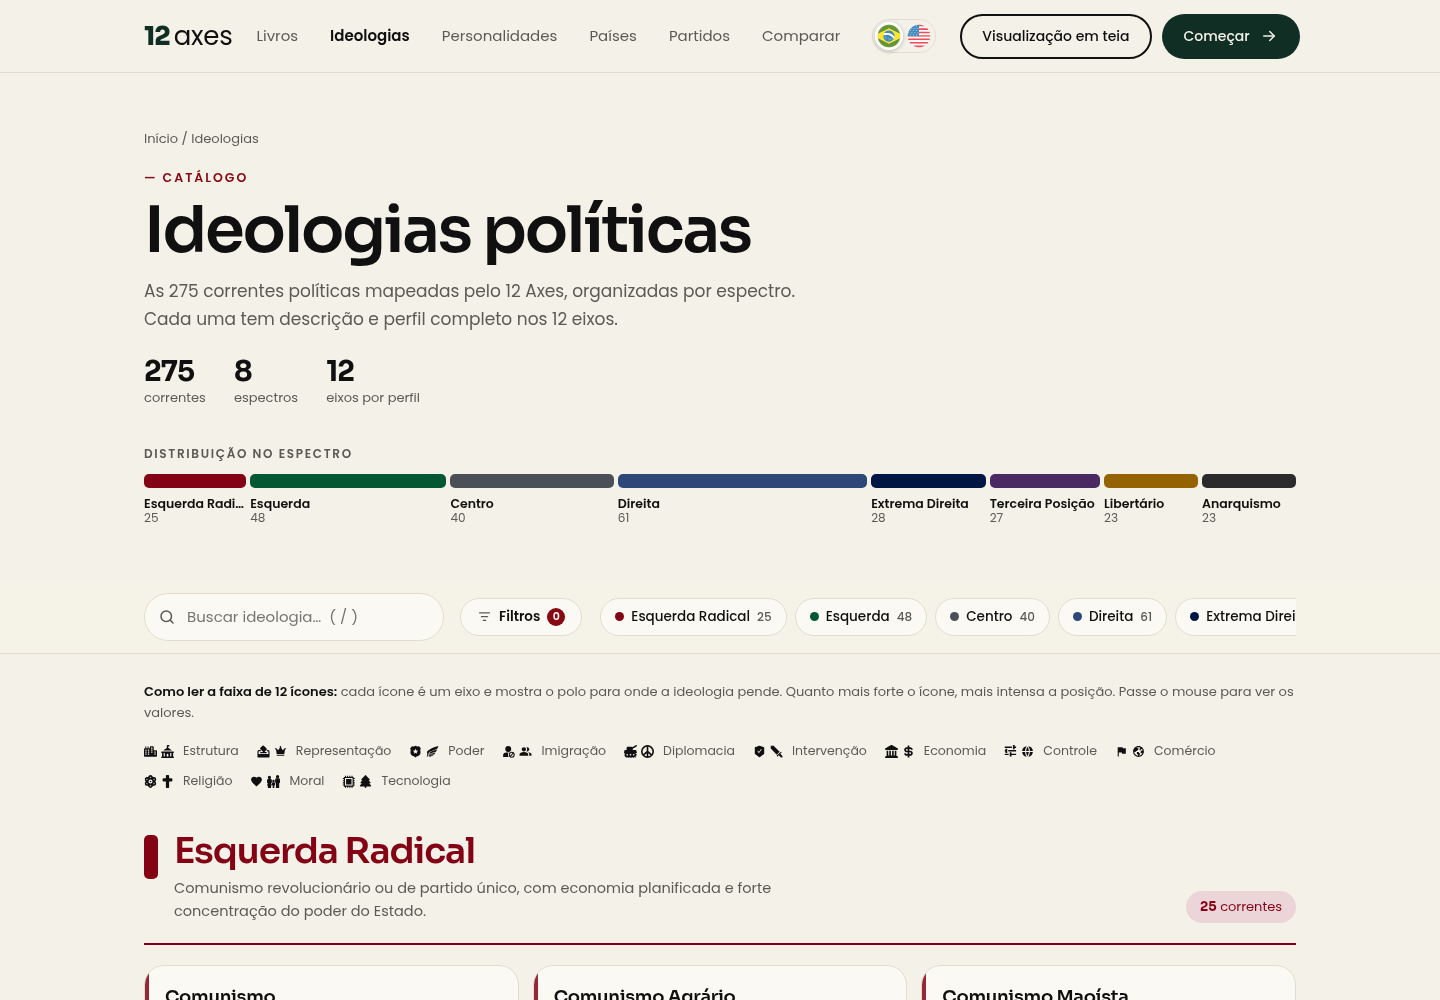 12 axes Livros Ideologias Personalidades Países Partidos Comparar Visualização em teia Começar
Início / Ideologias
— CATÁLOGO
Ideologias políticas
As 275 correntes políticas mapeadas pelo 12 Axes, organizadas por espectro.
Cada uma tem descrição e perfil completo nos 12 eixos.
275 8 12
correntes espectros eixos por perfil
DISTRIBUIÇÃO NO ESPECTRO
Esquerda Radi... Esquerda Centro Direita Extrema Direita Terceira Posição Libertário Anarquismo
25 48 40 61 28 27 23 23
Buscar ideologia... ( / ) Filtros 0 Esquerda Radical 25 Esquerda 48 Centro 40 Direita 61 Extrema Direi
Como ler a faixa de 12 ícones: cada ícone é um eixo e mostra o polo para onde a ideologia pende. Quanto mais forte o ícone, mais intensa a posição. Passe o mouse para ver os
valores.
Estrutura Representação Poder Imigração Diplomacia Intervenção Economia Controle Comércio
Religião Moral Tecnologia
Esquerda Radical
Comunismo revolucionário ou de partido único, com economia planificada e forte
concentração do poder do Estado.
25 correntes
Comunismo Comunismo Agrário Comunismo Maoísta